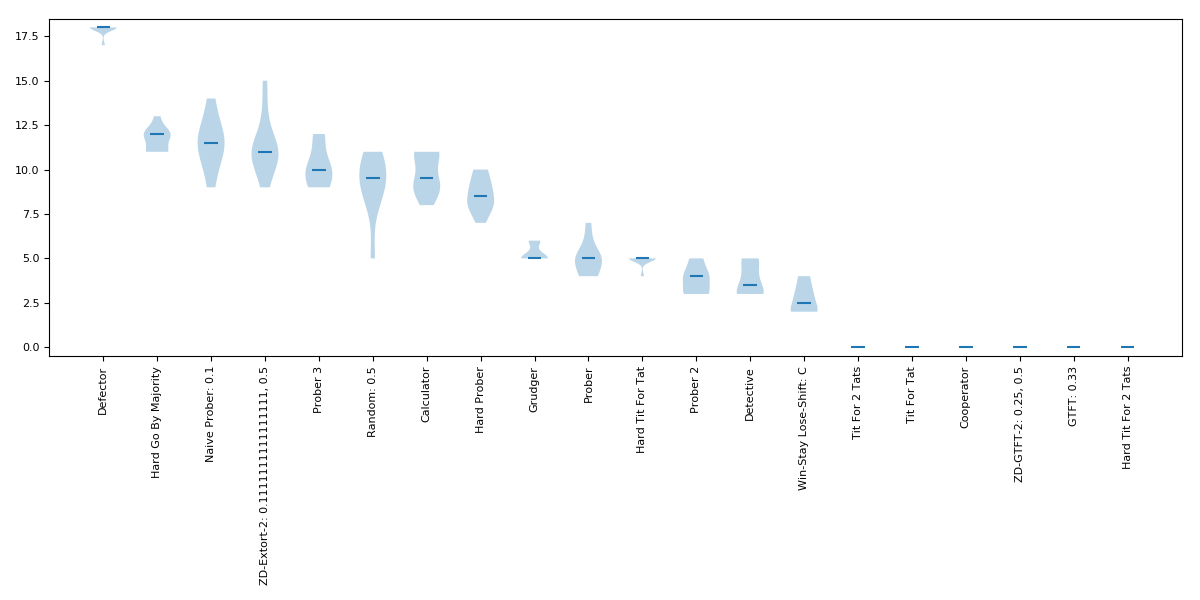 17.5
15.0
12.5
10.0
7.5
5.0
2.5
0.0
Defector
Hard Go By Majority
Naive Prober: 0.1
ZD-Extort-2: 0.1111111111111111, 0.5
Prober 3
Random: 0.5
Calculator
Hard Prober
Grudger
Prober
Hard Tit For Tat
Prober 2
Detective
Win-Stay Lose-Shift: C
Tit For 2 Tats
Tit For Tat
Cooperator
ZD-GTFT-2: 0.25, 0.5
GTFT: 0.33
Hard Tit For 2 Tats